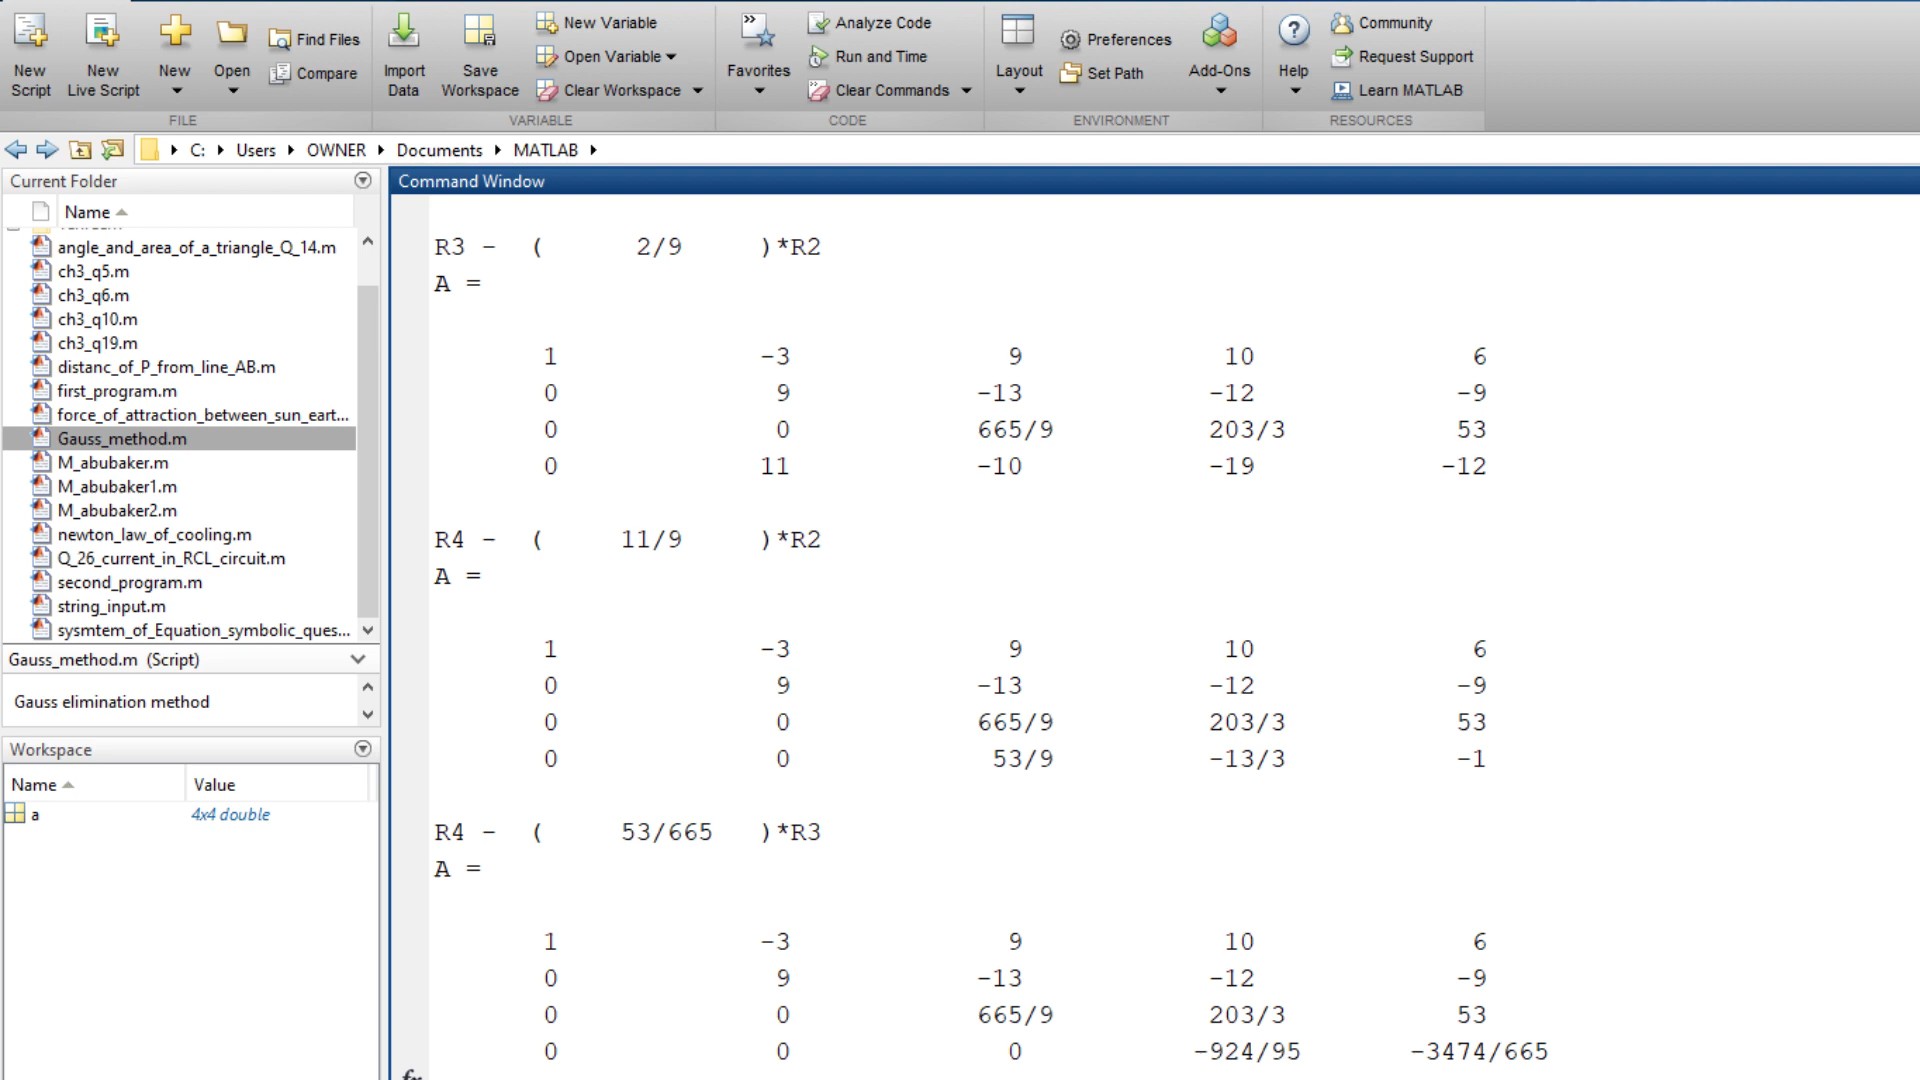 New Script
New Live Script
New
Open
Find Files
Compare
FILE
Import Data
Save Workspace
New Variable
Open Variable
Clear Workspace
VARIABLE
Favorites
Analyze Code
Run and Time
Clear Commands
CODE
Layout
Preferences
Set Path
Add-Ons
ENVIRONMENT
Help
Community
Request Support
Learn MATLAB
RESOURCES
C: Users OWNER Documents MATLAB
Current Folder
Name
angle_and_area_of_a_triangle_Q_14.m
ch3_q5.m
ch3_q6.m
ch3_q10.m
ch3_q19.m
distanc_of_P_from_line_AB.m
first_program.m
force_of_attraction_between_sun_eart...
Gauss_method.m
M_abubaker.m
M_abubaker1.m
M_abubaker2.m
newton_law_of_cooling.m
Q_26_current_in_RCL_circuit.m
second_program.m
string_input.m
sysmtem_of_Equation_symbolic_ques...
Gauss_method.m (Script)
Gauss elimination method
Workspace
Name Value
a 4x4 double
Command Window
R3 - ( 2/9 )*R2
A =
1 -3 9 10 6
0 9 -13 -12 -9
0 0 665/9 203/3 53
0 11 -10 -19 -12
R4 - ( 11/9 )*R2
A =
1 -3 9 10 6
0 9 -13 -12 -9
0 0 665/9 203/3 53
0 0 53/9 -13/3 -1
R4 - ( 53/665 )*R3
A =
1 -3 9 10 6
0 9 -13 -12 -9
0 0 665/9 203/3 53
0 0 0 -924/95 -3474/665